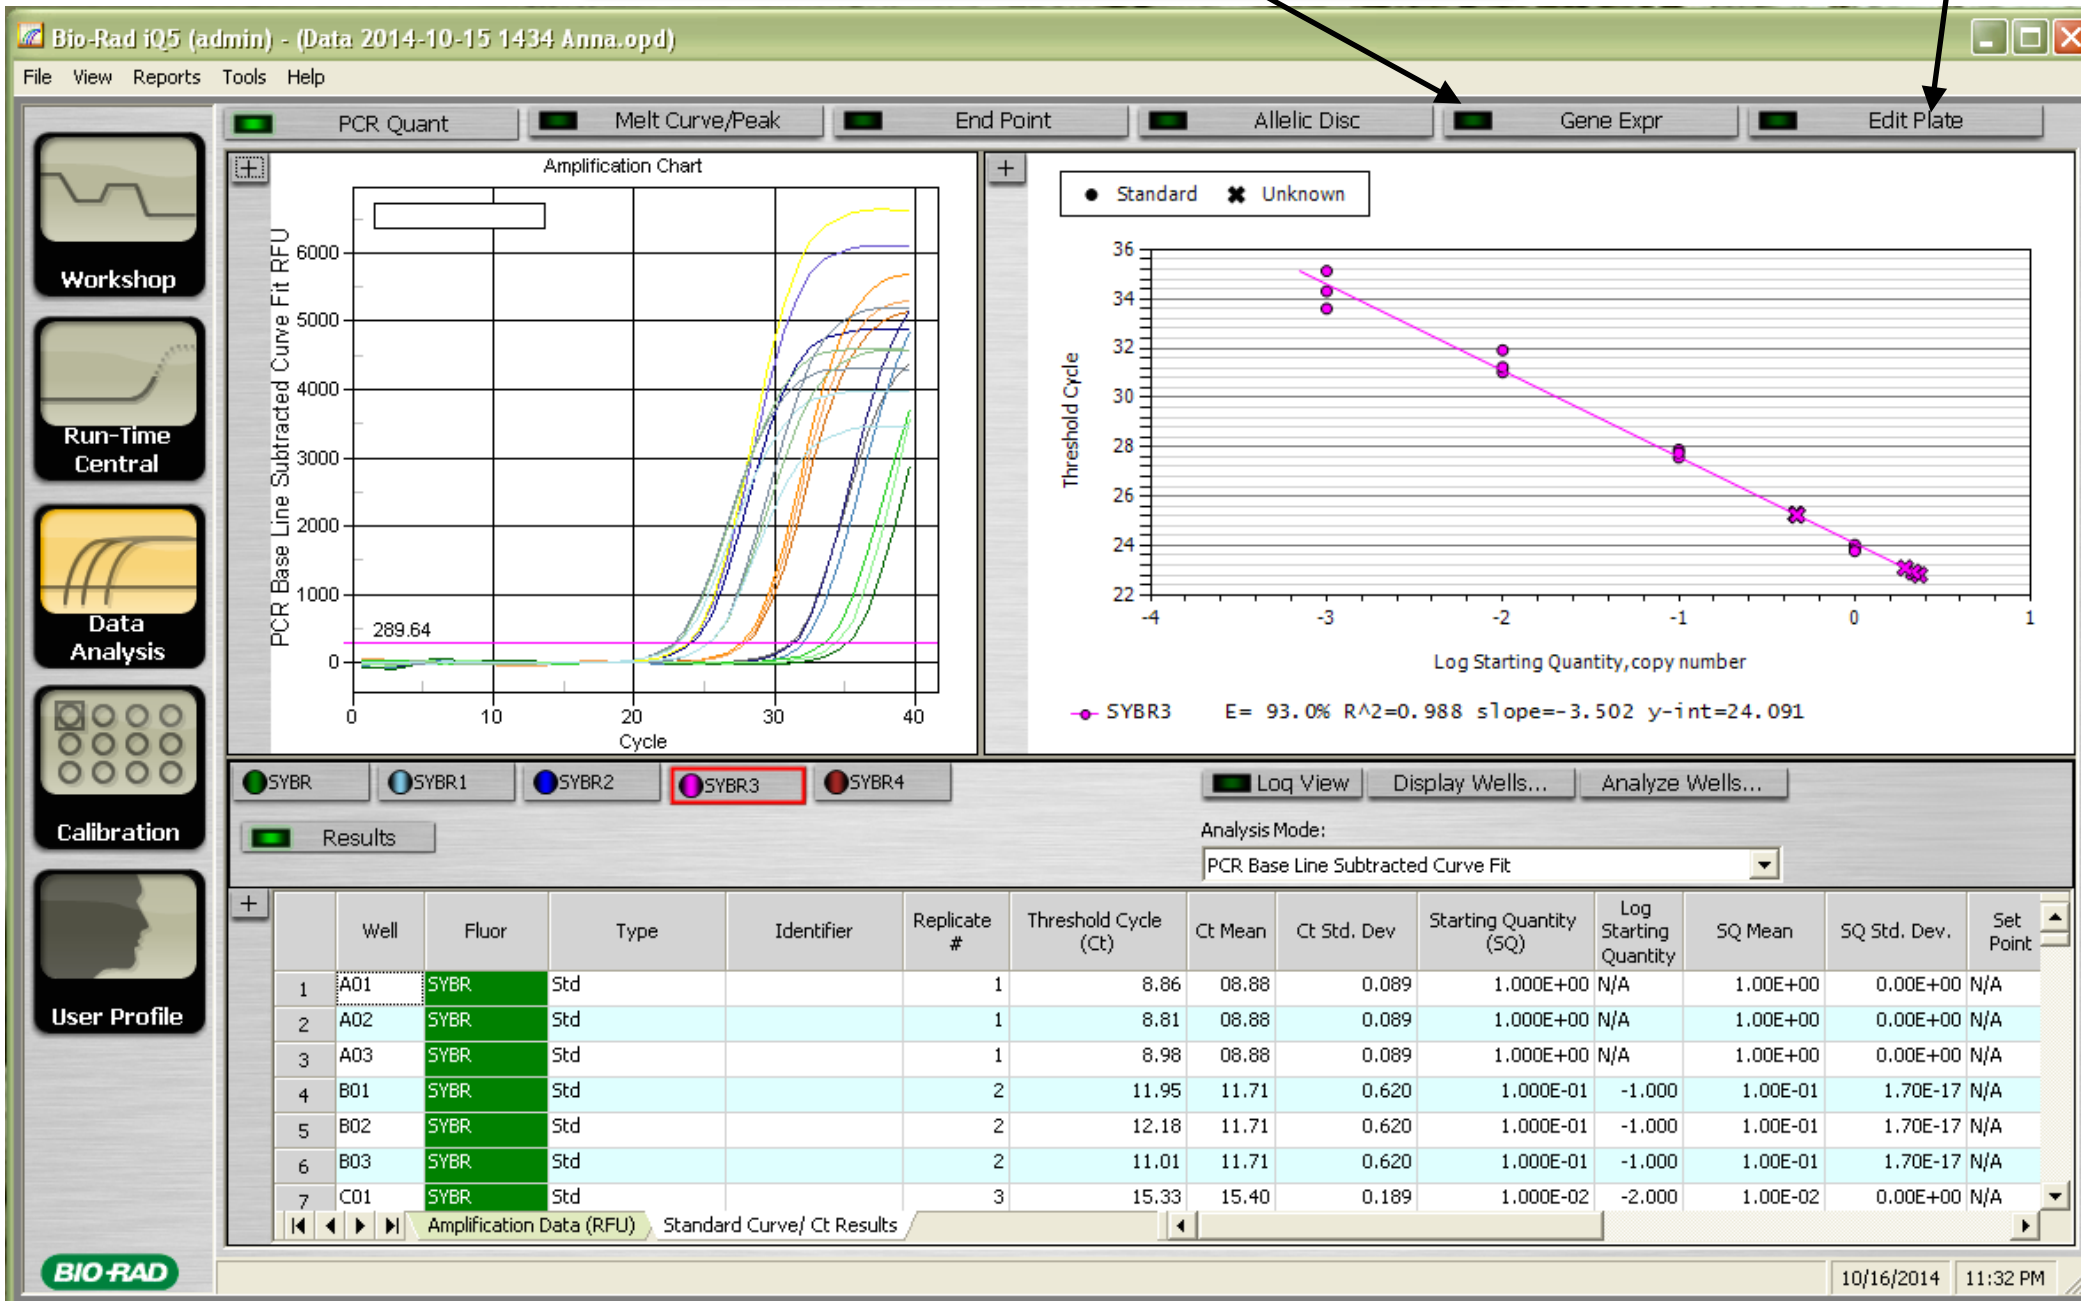 Bio-Rad iQ5 (admin) - (Data 2014-10-15 1434 Anna.opd)
File View Reports Tools Help
PCR Quant Melt Curve/Peak End Point Allelic Disc Gene Expr Edit Plate
Workshop
Run-Time
Central
Data
Analysis
Calibration
User Profile
BIO-RAD
+
Amplification Chart
PCR Base Line Subtracted Curve Fit RFU
6000
5000
4000
3000
2000
1000
0
289.64
0 10 20 30 40
Cycle
+
Standard Unknown
Threshold Cycle
36
34
32
30
28
26
24
22
-4 -3 -2 -1 0 1
Log Starting Quantity, copy number
SYBR3 E= 93.0% R^2=0.988 slope=-3.502 y-int=24.091
SYBR SYBR1 SYBR2 SYBR3 SYBR4
Log View Display Wells... Analyze Wells...
Results
Analysis Mode:
PCR Base Line Subtracted Curve Fit
+
Well Fluor Type Identifier Replicate # Threshold Cycle (Ct) Ct Mean Ct Std. Dev Starting Quantity (SQ) Log Starting Quantity SQ Mean SQ Std. Dev. Set Point
1 A01 SYBR Std 1 8.86 08.88 0.089 1.000E+00 N/A 1.00E+00 0.00E+00 N/A
2 A02 SYBR Std 1 8.81 08.88 0.089 1.000E+00 N/A 1.00E+00 0.00E+00 N/A
3 A03 SYBR Std 1 8.98 08.88 0.089 1.000E+00 N/A 1.00E+00 0.00E+00 N/A
4 B01 SYBR Std 2 11.95 11.71 0.620 1.000E-01 -1.000 1.00E-01 1.70E-17 N/A
5 B02 SYBR Std 2 12.18 11.71 0.620 1.000E-01 -1.000 1.00E-01 1.70E-17 N/A
6 B03 SYBR Std 2 11.01 11.71 0.620 1.000E-01 -1.000 1.00E-01 1.70E-17 N/A
7 C01 SYBR Std 3 15.33 15.40 0.189 1.000E-02 -2.000 1.00E-02 0.00E+00 N/A
Amplification Data (RFU) Standard Curve/ Ct Results
10/16/2014 11:32 PM